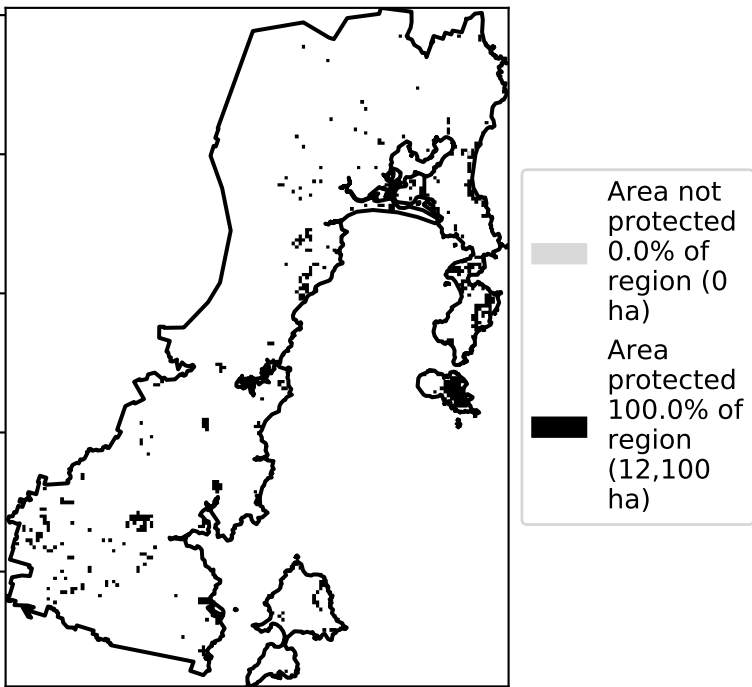 Area not
protected
0.0% of
region (0
ha)
Area
protected
100.0% of
region
(12,100
ha)